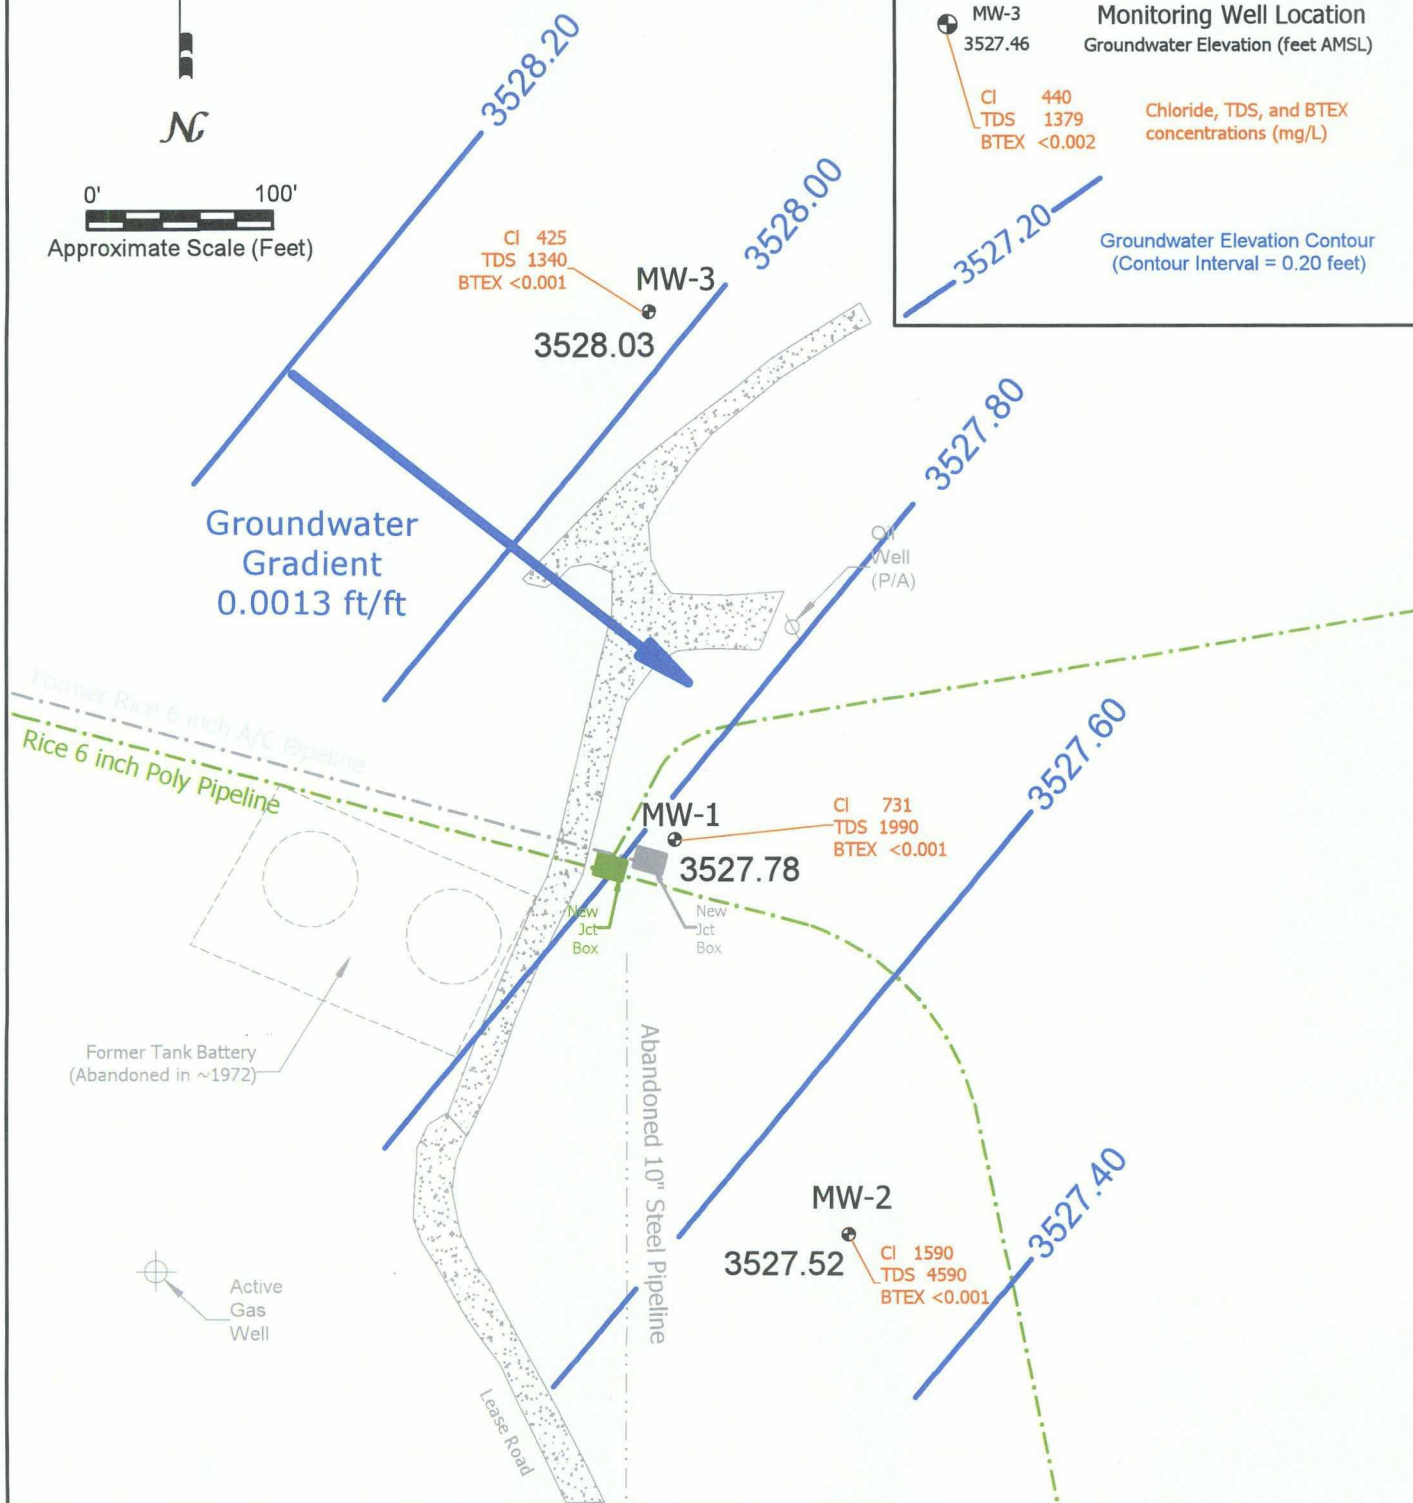 N
0' 100'
Approximate Scale (Feet)
3528.20
MW-3
3527.46
Monitoring Well Location
Groundwater Elevation (feet AMSL)
Cl 440
TDS 1379
BTEX <0.002
Chloride, TDS, and BTEX
concentrations (mg/L)
3527.20
Groundwater Elevation Contour
(Contour Interval = 0.20 feet)
3528.00
Cl 425
TDS 1340
BTEX <0.001
MW-3
3528.03
3527.80
Groundwater
Gradient
0.0013 ft/ft
Oil
Well
(P/A)
Former Rice 6 inch A/C Pipeline
Rice 6 inch Poly Pipeline
3527.60
MW-1
3527.78
Cl 731
TDS 1990
BTEX <0.001
New
Jct
Box
New
Jct
Box
Former Tank Battery
(Abandoned in ~1972)
Abandoned 10" Steel Pipeline
3527.40
MW-2
3527.52
Cl 1590
TDS 4590
BTEX <0.001
Active
Gas
Well
Lease Road